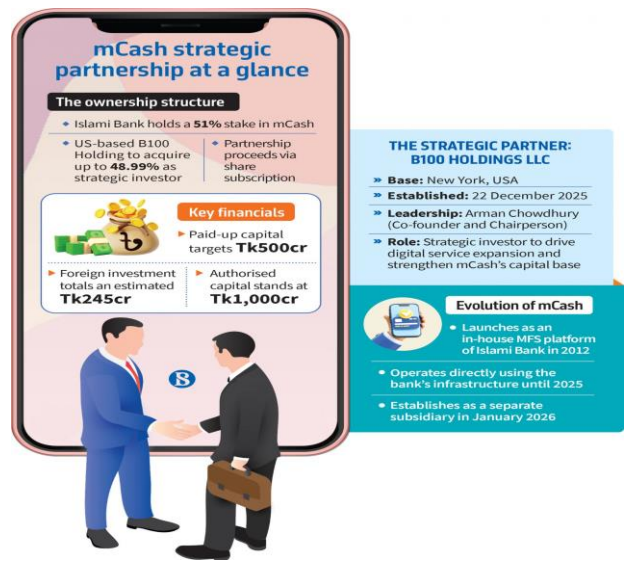 mCash strategic
partnership at a glance
The ownership structure
Islami Bank holds a 51% stake in mCash
US-based B100
Holding to acquire
up to 48.99% as
strategic investor
Partnership
proceeds via
share
subscription
Key financials
Paid-up capital
targets Tk500cr
Foreign investment
totals an estimated
Tk245cr
Authorised
capital stands at
Tk1,000cr
THE STRATEGIC PARTNER:
B100 HOLDINGS LLC
Base: New York, USA
Established: 22 December 2025
Leadership: Arman Chowdhury
(Co-founder and Chairperson)
Role: Strategic investor to drive
digital service expansion and
strengthen mCash's capital base
Evolution of mCash
Launches as an
in-house MFS platform
of Islami Bank in 2012
Operates directly using the
bank's infrastructure until 2025
Establishes as a separate
subsidiary in January 2026
৳